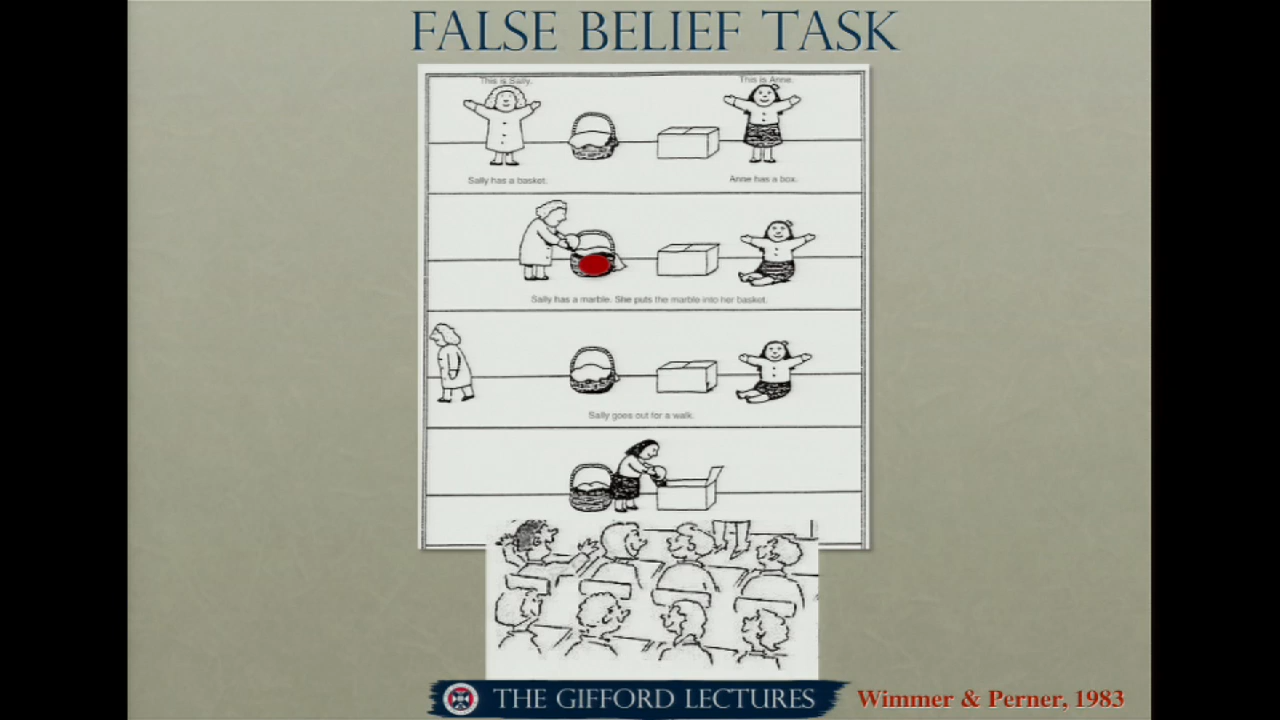 FALSE BELIEF TASK
This is Sally.
This is Anne.
Sally has a basket.
Anne has a box.
Sally has a marble. She puts the marble into her basket.
Sally goes out for a walk.
THE GIFFORD LECTURES
Wimmer & Perner, 1983